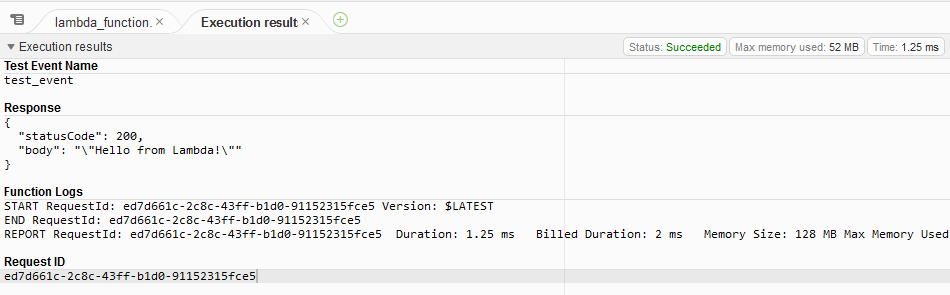 lambda_function.
Execution result
Execution results
Status: Succeeded
Max memory used: 52 MB
Time: 1.25 ms
Test Event Name
test_event
Response
{
"statusCode": 200,
"body": "\"Hello from Lambda!\""
}
Function Logs
START RequestId: ed7d661c-2c8c-43ff-b1d0-91152315fce5 Version: $LATEST
END RequestId: ed7d661c-2c8c-43ff-b1d0-91152315fce5
REPORT RequestId: ed7d661c-2c8c-43ff-b1d0-91152315fce5 Duration: 1.25 ms Billed Duration: 2 ms Memory Size: 128 MB Max Memory Used
Request ID
ed7d661c-2c8c-43ff-b1d0-91152315fce5